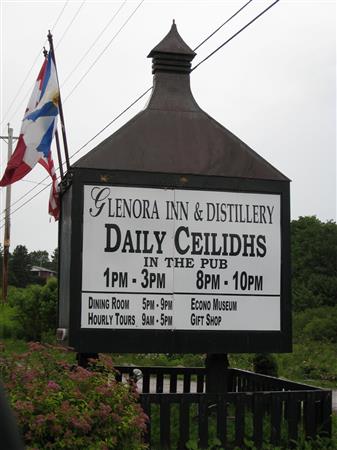 Glenora Inn & Distillery
Daily Ceilidhs
in the Pub
1pm - 3pm 8pm - 10pm
Dining Room 5pm - 9pm Econo Museum
Hourly Tours 9am - 5pm Gift Shop